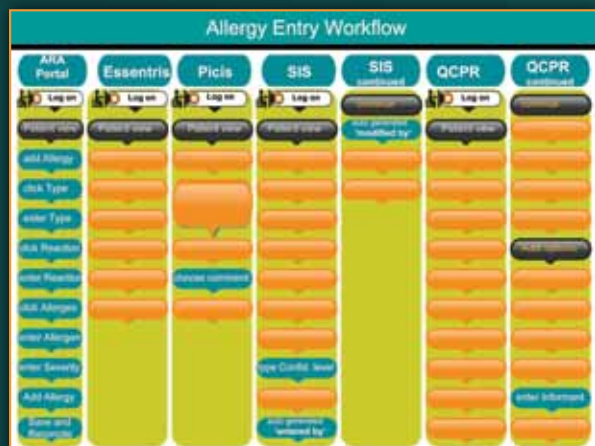 Allergy Entry Workflow
ARA
Portal
Essentris
Picis
SIS
SIS
continued
QCPR
QCPR
continued
Log on
Log on
Log on
Log on
Log on
Patient view
Patient view
Patient view
Patient view
Patient view
'modified by'
add Allergy
click Type
enter Type
click Reaction
enter Reaction
choose comment
click Allergen
enter Allergen
enter Severity
type Confid. level
Add Allergy
enter Informant
Save and
Reconcile
'entered by'